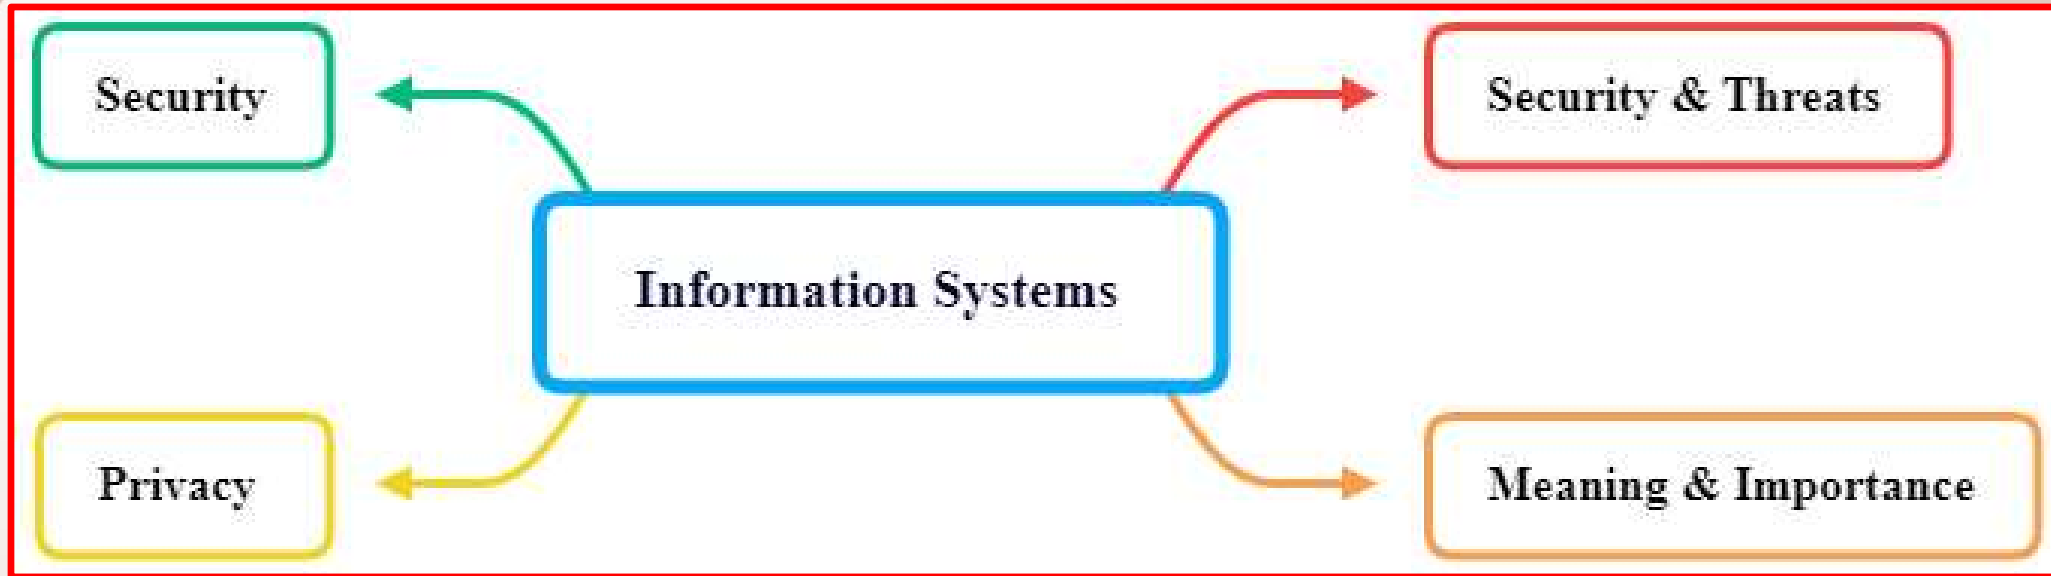 Security
Security & Threats
Information Systems
Privacy
Meaning & Importance